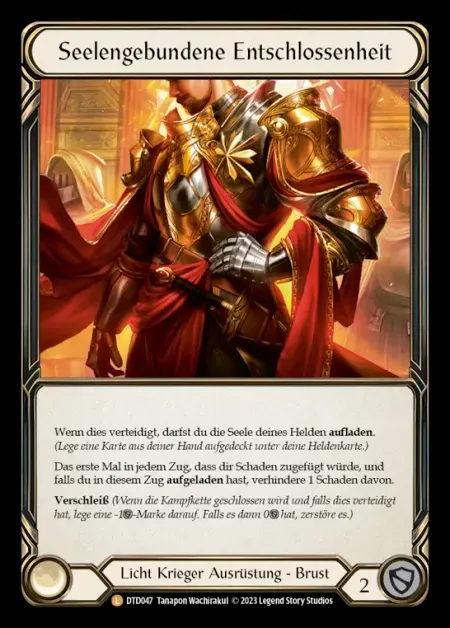 Seelengebundene Entschlossenheit
Wenn dies verteidigt, darfst du die Seele deines Helden aufladen.
(Lege eine Karte aus deiner Hand aufgedeckt unter deine Heldenkarte.)
Das erste Mal in jedem Zug, dass dir Schaden zugefügt würde, und
falls du in diesem Zug aufgeladen hast, verhindere 1 Schaden davon.
Verschleiß (Wenn die Kampfkette geschlossen wird und falls dies verteidigt
hat, lege eine -1-Marke darauf. Falls es dann 0 hat, zerstöre es.)
Licht Krieger Ausrüstung - Brust
2
L DTD047 Tanapon Wachirakul © 2023 Legend Story Studios